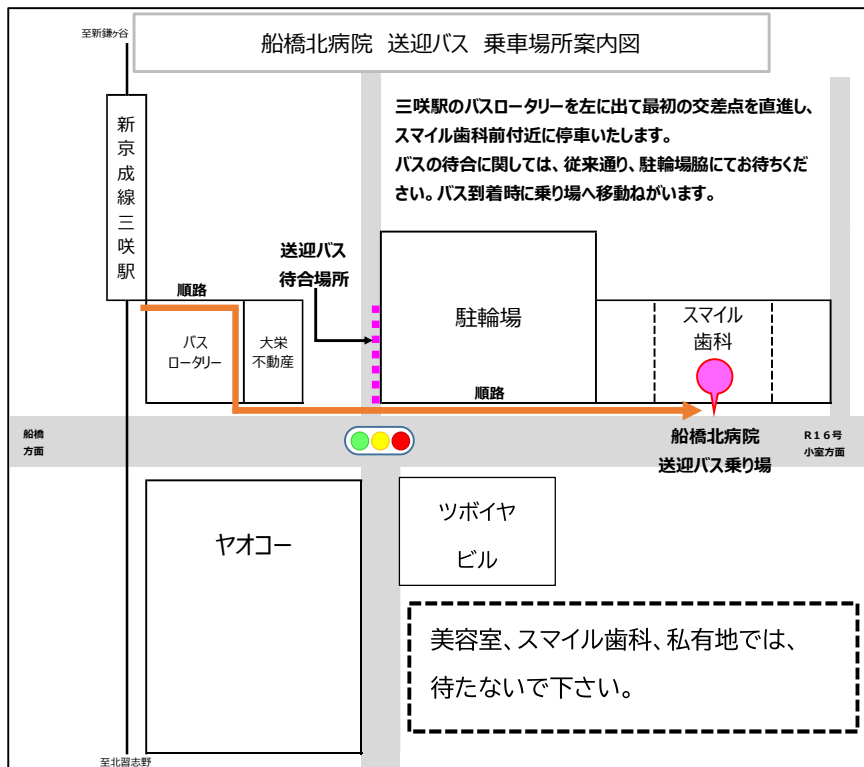 至新鎌ヶ谷
船橋北病院 送迎バス 乗車場所案内図
三咲駅のバスロータリーを左に出て最初の交差点を直進し、
スマイル歯科前付近に停車いたします。
バスの待合に関しては、従来通り、駐輪場脇にてお待ちくだ
さい。バス到着時に乗り場へ移動ねがいます。
新京成線三咲駅
送迎バス
待合場所
順路
バス
ロータリー
大栄
不動産
駐輪場
スマイル
歯科
順路
船橋
方面
船橋北病院
送迎バス乗り場
R16号
小室方面
ヤオコー
ツボイヤ
ビル
美容室、スマイル歯科、私有地では、
待たないで下さい。
至北習志野